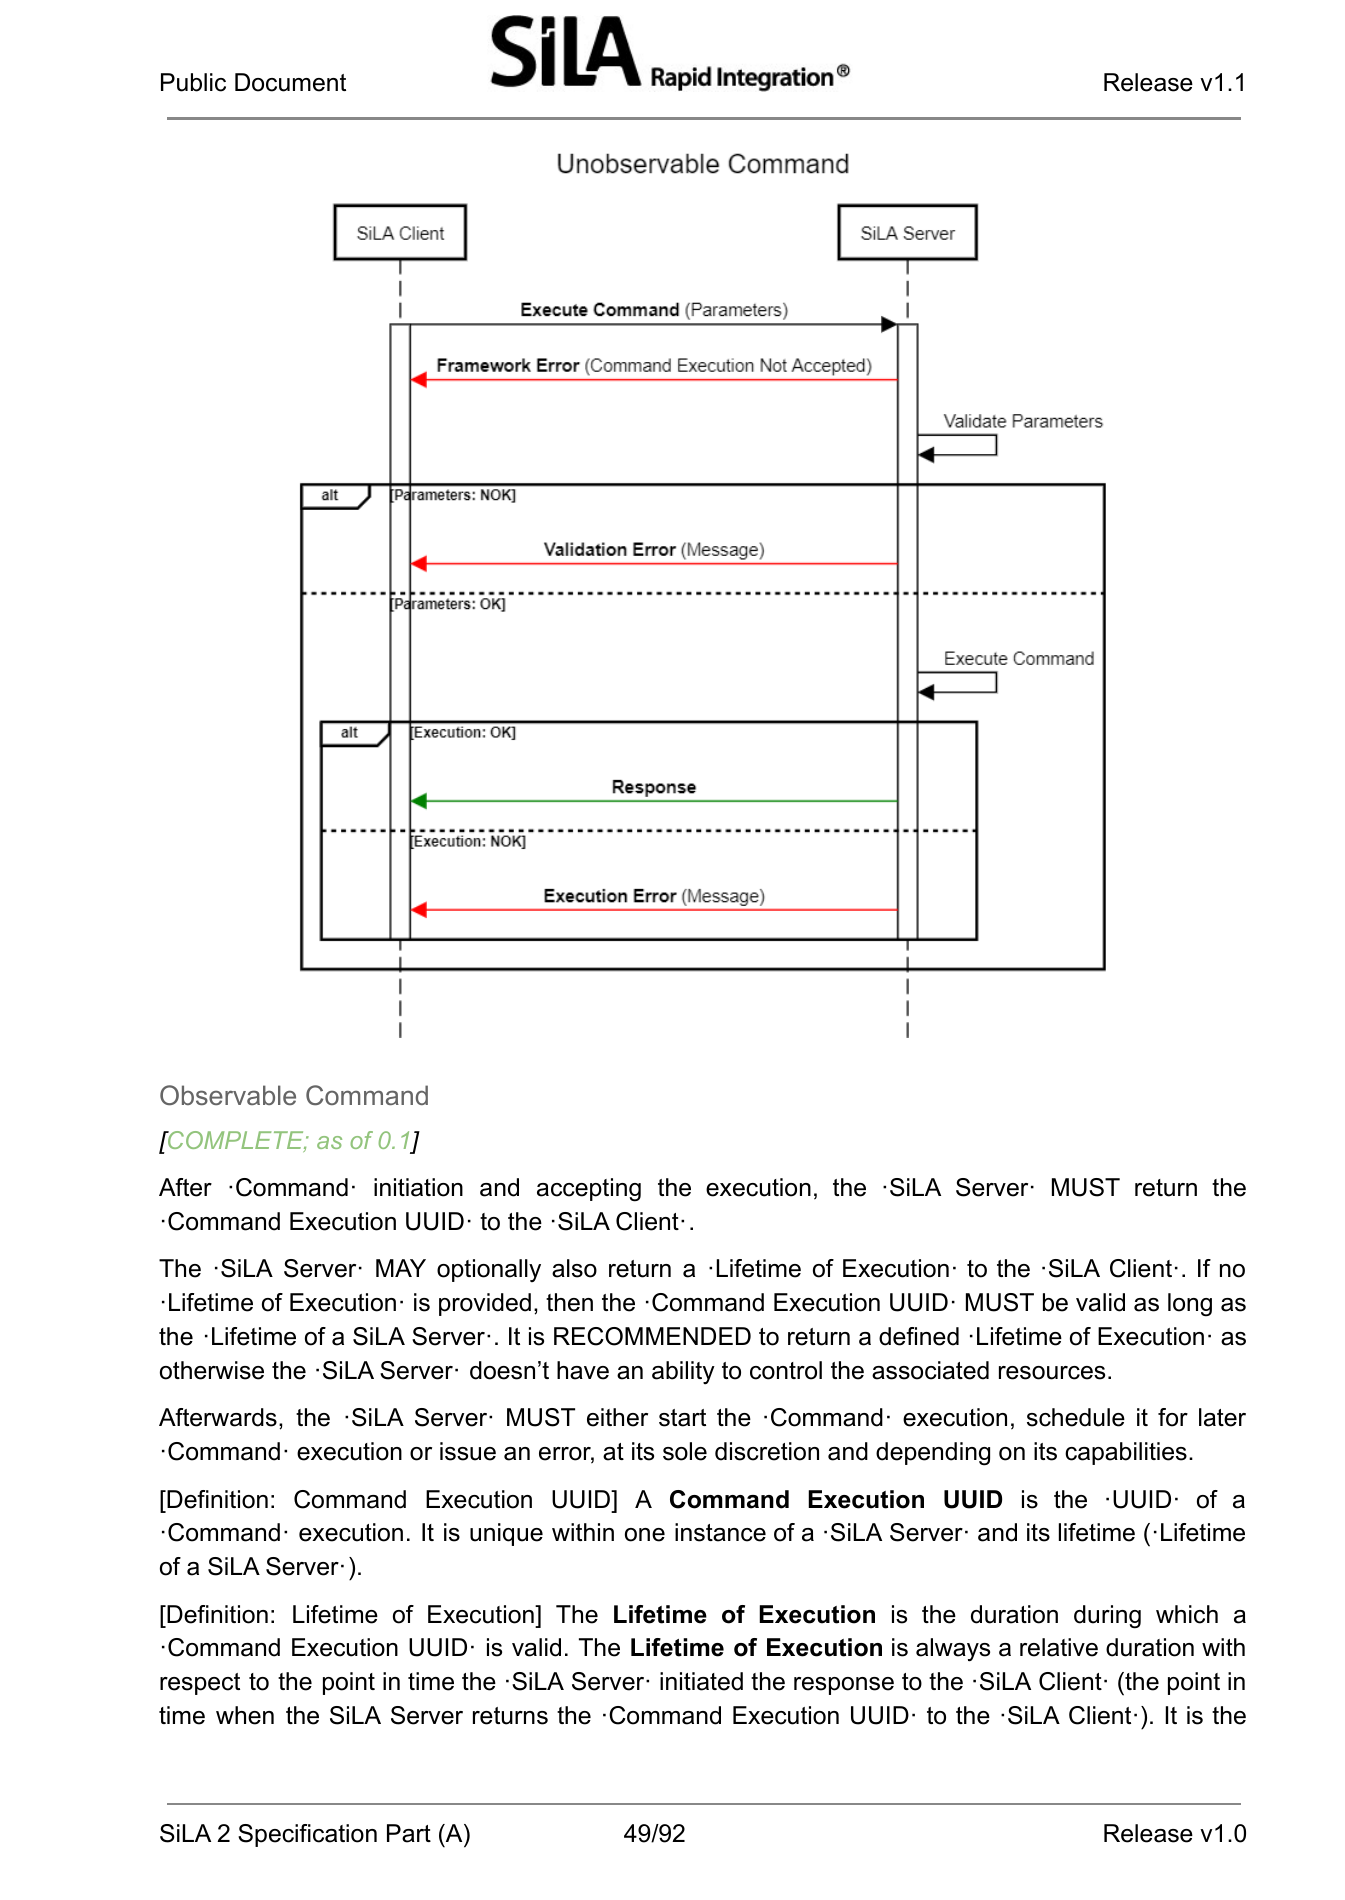 Public Document
SiLA Rapid Integration®
Release v1.1
Unobservable Command
SiLA Client
SiLA Server
Execute Command (Parameters)
Framework Error (Command Execution Not Accepted)
Validate Parameters
alt
[Parameters: NOK]
Validation Error (Message)
[Parameters: OK]
Execute Command
alt
[Execution: OK]
Response
[Execution: NOK]
Execution Error (Message)
Observable Command
[COMPLETE; as of 0.1]
After ·Command· initiation and accepting the execution, the ·SiLA Server· MUST return the
·Command Execution UUID· to the ·SiLA Client·.
The ·SiLA Server· MAY optionally also return a ·Lifetime of Execution· to the ·SiLA Client·. If no
·Lifetime of Execution· is provided, then the ·Command Execution UUID· MUST be valid as long as
the ·Lifetime of a SiLA Server·. It is RECOMMENDED to return a defined ·Lifetime of Execution· as
otherwise the ·SiLA Server· doesn’t have an ability to control the associated resources.
Afterwards, the ·SiLA Server· MUST either start the ·Command· execution, schedule it for later
·Command· execution or issue an error, at its sole discretion and depending on its capabilities.
[Definition: Command Execution UUID] A Command Execution UUID is the ·UUID· of a
·Command· execution. It is unique within one instance of a ·SiLA Server· and its lifetime (·Lifetime
of a SiLA Server·).
[Definition: Lifetime of Execution] The Lifetime of Execution is the duration during which a
·Command Execution UUID· is valid. The Lifetime of Execution is always a relative duration with
respect to the point in time the ·SiLA Server· initiated the response to the ·SiLA Client· (the point in
time when the SiLA Server returns the ·Command Execution UUID· to the ·SiLA Client·). It is the
SiLA 2 Specification Part (A)
49/92
Release v1.0